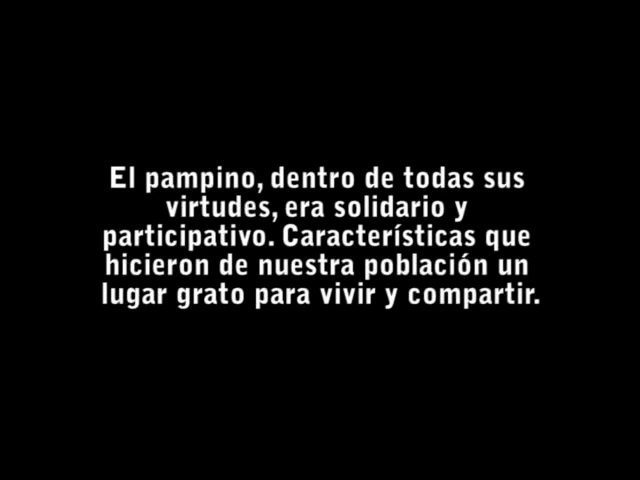 El pampino, dentro de todas sus
virtudes, era solidario y
participativo. Características que
hicieron de nuestra población un
lugar grato para vivir y compartir.